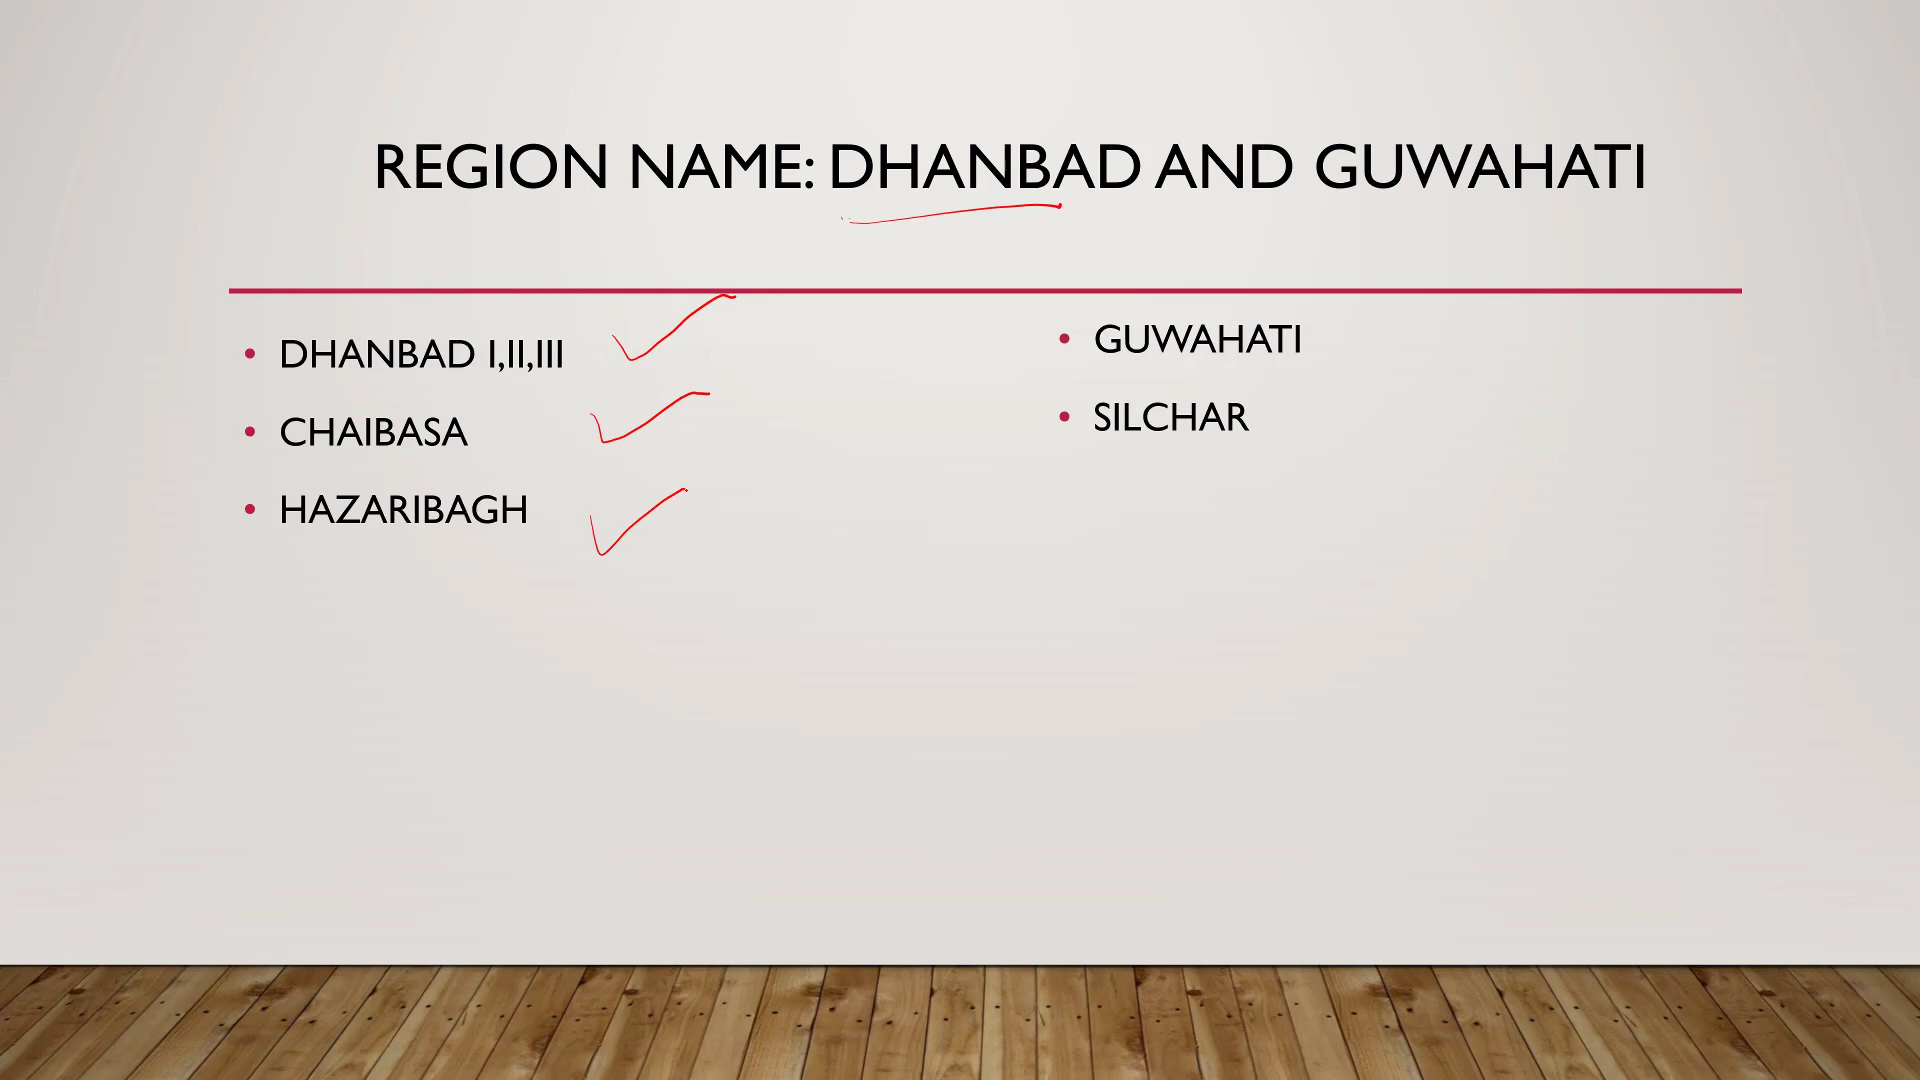 REGION NAME: DHANBAD AND GUWAHATI
DHANBAD I,II,III
CHAIBASA
HAZARIBAGH
GUWAHATI
SILCHAR